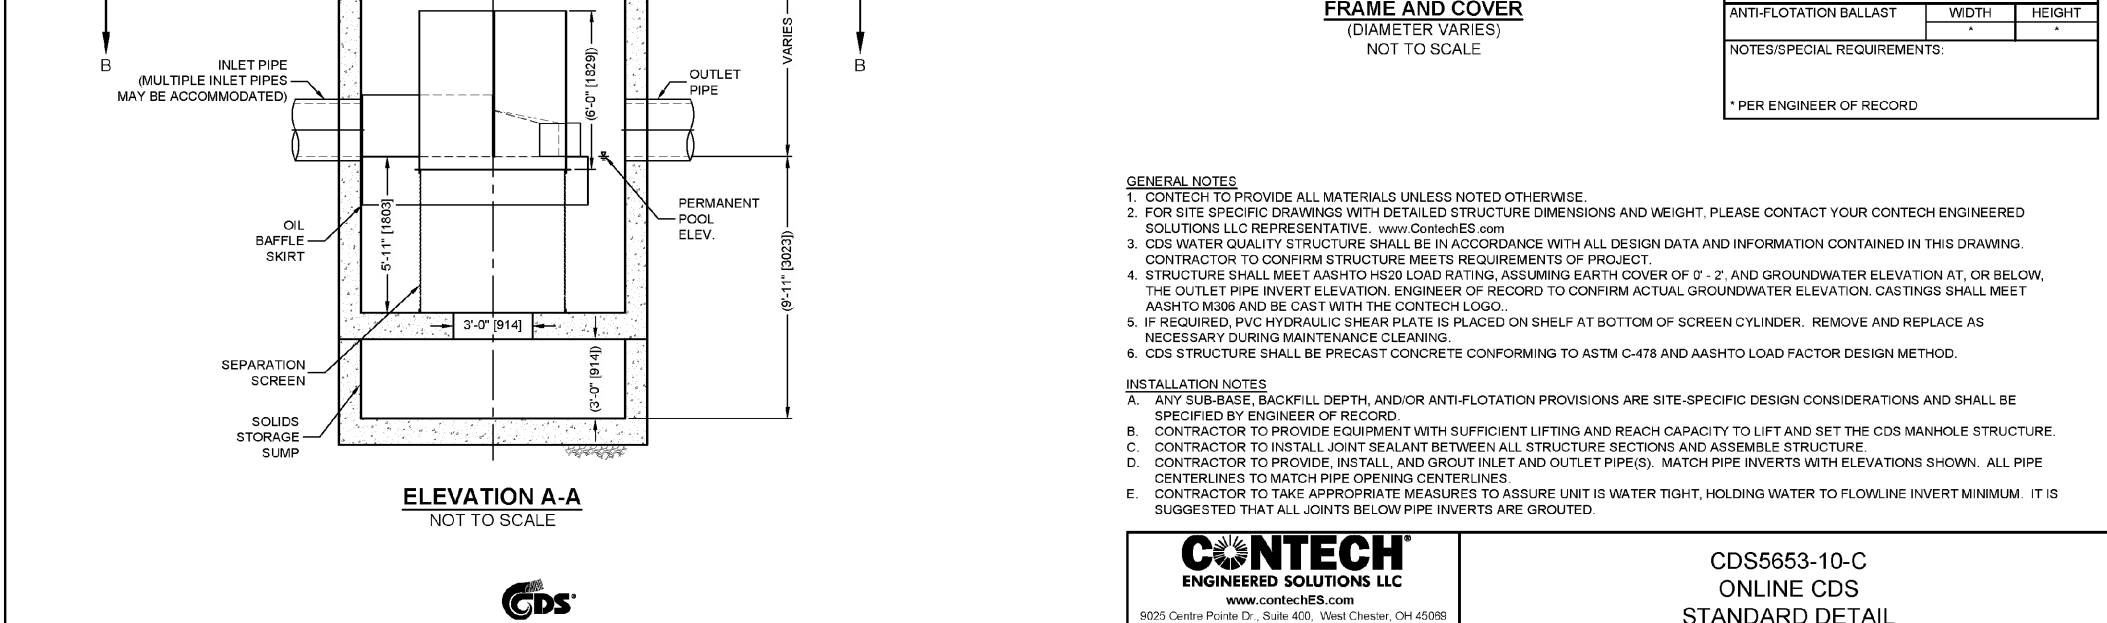 B
B
INLET PIPE
(MULTIPLE INLET PIPES
MAY BE ACCOMMODATED)
OUTLET
PIPE
(6'-0" [1829])
VARIES
5'-11" [1803]
PERMANENT
POOL
ELEV.
OIL
BAFFLE
SKIRT
(9'-11" [3023])
3'-0" [914]
(3'-0" [914])
SEPARATION
SCREEN
SOLIDS
STORAGE
SUMP
ELEVATION A-A
NOT TO SCALE
CDS®
FRAME AND COVER
(DIAMETER VARIES)
NOT TO SCALE
ANTI-FLOTATION BALLAST WIDTH HEIGHT
* *
NOTES/SPECIAL REQUIREMENTS:
* PER ENGINEER OF RECORD
GENERAL NOTES
1. CONTECH TO PROVIDE ALL MATERIALS UNLESS NOTED OTHERWISE.
2. FOR SITE SPECIFIC DRAWINGS WITH DETAILED STRUCTURE DIMENSIONS AND WEIGHT, PLEASE CONTACT YOUR CONTECH ENGINEERED
SOLUTIONS LLC REPRESENTATIVE. www.ContechES.com
3. CDS WATER QUALITY STRUCTURE SHALL BE IN ACCORDANCE WITH ALL DESIGN DATA AND INFORMATION CONTAINED IN THIS DRAWING.
CONTRACTOR TO CONFIRM STRUCTURE MEETS REQUIREMENTS OF PROJECT.
4. STRUCTURE SHALL MEET AASHTO HS20 LOAD RATING, ASSUMING EARTH COVER OF 0' - 2', AND GROUNDWATER ELEVATION AT, OR BELOW,
THE OUTLET PIPE INVERT ELEVATION. ENGINEER OF RECORD TO CONFIRM ACTUAL GROUNDWATER ELEVATION. CASTINGS SHALL MEET
AASHTO M306 AND BE CAST WITH THE CONTECH LOGO..
5. IF REQUIRED, PVC HYDRAULIC SHEAR PLATE IS PLACED ON SHELF AT BOTTOM OF SCREEN CYLINDER. REMOVE AND REPLACE AS
NECESSARY DURING MAINTENANCE CLEANING.
6. CDS STRUCTURE SHALL BE PRECAST CONCRETE CONFORMING TO ASTM C-478 AND AASHTO LOAD FACTOR DESIGN METHOD.
INSTALLATION NOTES
A. ANY SUB-BASE, BACKFILL DEPTH, AND/OR ANTI-FLOTATION PROVISIONS ARE SITE-SPECIFIC DESIGN CONSIDERATIONS AND SHALL BE
SPECIFIED BY ENGINEER OF RECORD.
B. CONTRACTOR TO PROVIDE EQUIPMENT WITH SUFFICIENT LIFTING AND REACH CAPACITY TO LIFT AND SET THE CDS MANHOLE STRUCTURE.
C. CONTRACTOR TO INSTALL JOINT SEALANT BETWEEN ALL STRUCTURE SECTIONS AND ASSEMBLE STRUCTURE.
D. CONTRACTOR TO PROVIDE, INSTALL, AND GROUT INLET AND OUTLET PIPE(S). MATCH PIPE INVERTS WITH ELEVATIONS SHOWN. ALL PIPE
CENTERLINES TO MATCH PIPE OPENING CENTERLINES.
E. CONTRACTOR TO TAKE APPROPRIATE MEASURES TO ASSURE UNIT IS WATER TIGHT, HOLDING WATER TO FLOWLINE INVERT MINIMUM. IT IS
SUGGESTED THAT ALL JOINTS BELOW PIPE INVERTS ARE GROUTED.
CONTECH®
ENGINEERED SOLUTIONS LLC
www.contechES.com
9025 Centre Pointe Dr., Suite 400, West Chester, OH 45069
CDS5653-10-C
ONLINE CDS
STANDARD DETAIL